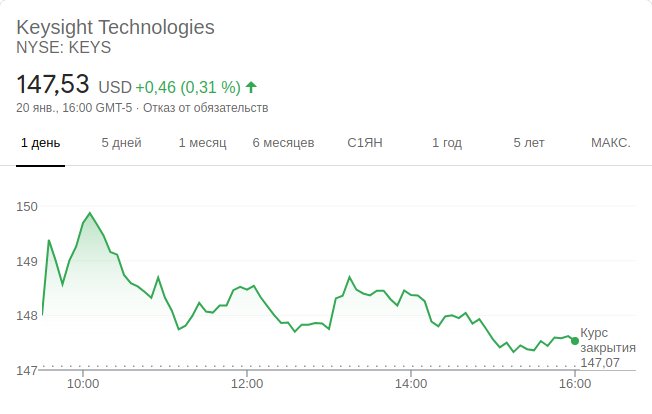 Keysight Technologies
NYSE: KEYS
147,53 USD +0,46 (0,31 %)
20 янв., 16:00 GMT-5 · Отказ от обязательств
1 день 5 дней 1 месяц 6 месяцев С1ЯН 1 год 5 лет МАКС.
150
149
148
147
Курс
закрытия
147,07
10:00 12:00 14:00 16:00